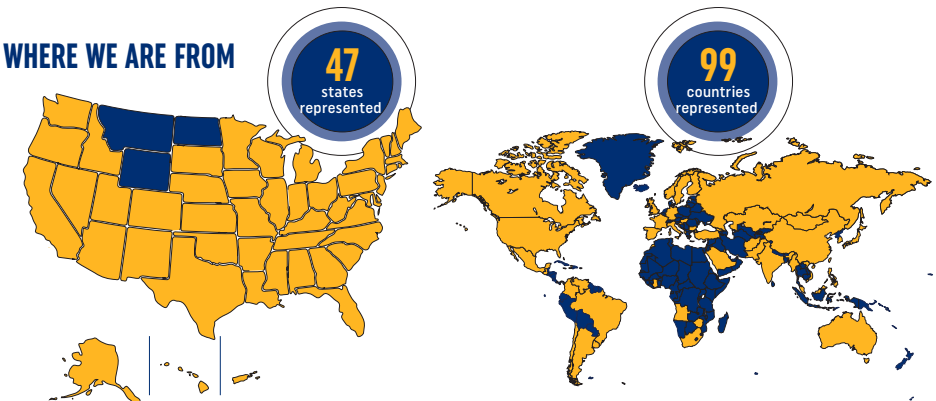 WHERE WE ARE FROM
47
states
represented
99
countries
represented